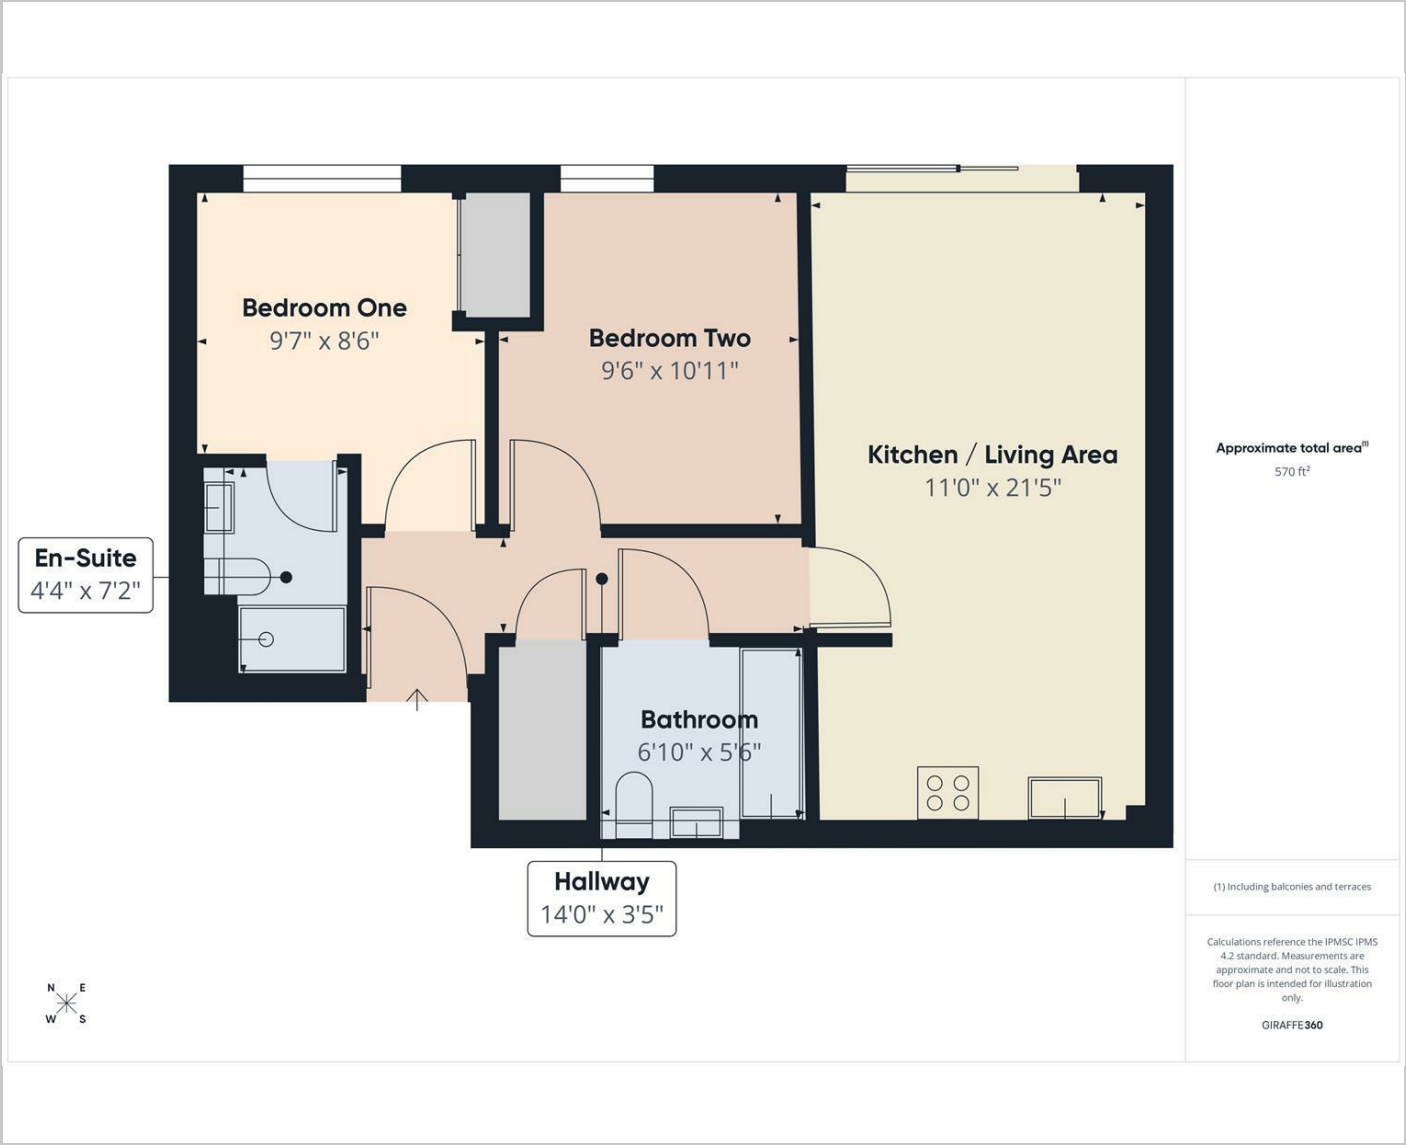 Bedroom One
9'7" x 8'6"
Bedroom Two
9'6" x 10'11"
Kitchen / Living Area
11'0" x 21'5"
En-Suite
4'4" x 7'2"
Bathroom
6'10" x 5'6"
Hallway
14'0" x 3'5"
N E
W S
Approximate total area(1)
570 ft²
(1) Including balconies and terraces
Calculations reference the IPMSC IPMS
4.2 standard. Measurements are
approximate and not to scale. This
floor plan is intended for illustration
only.
GIRAFFE360